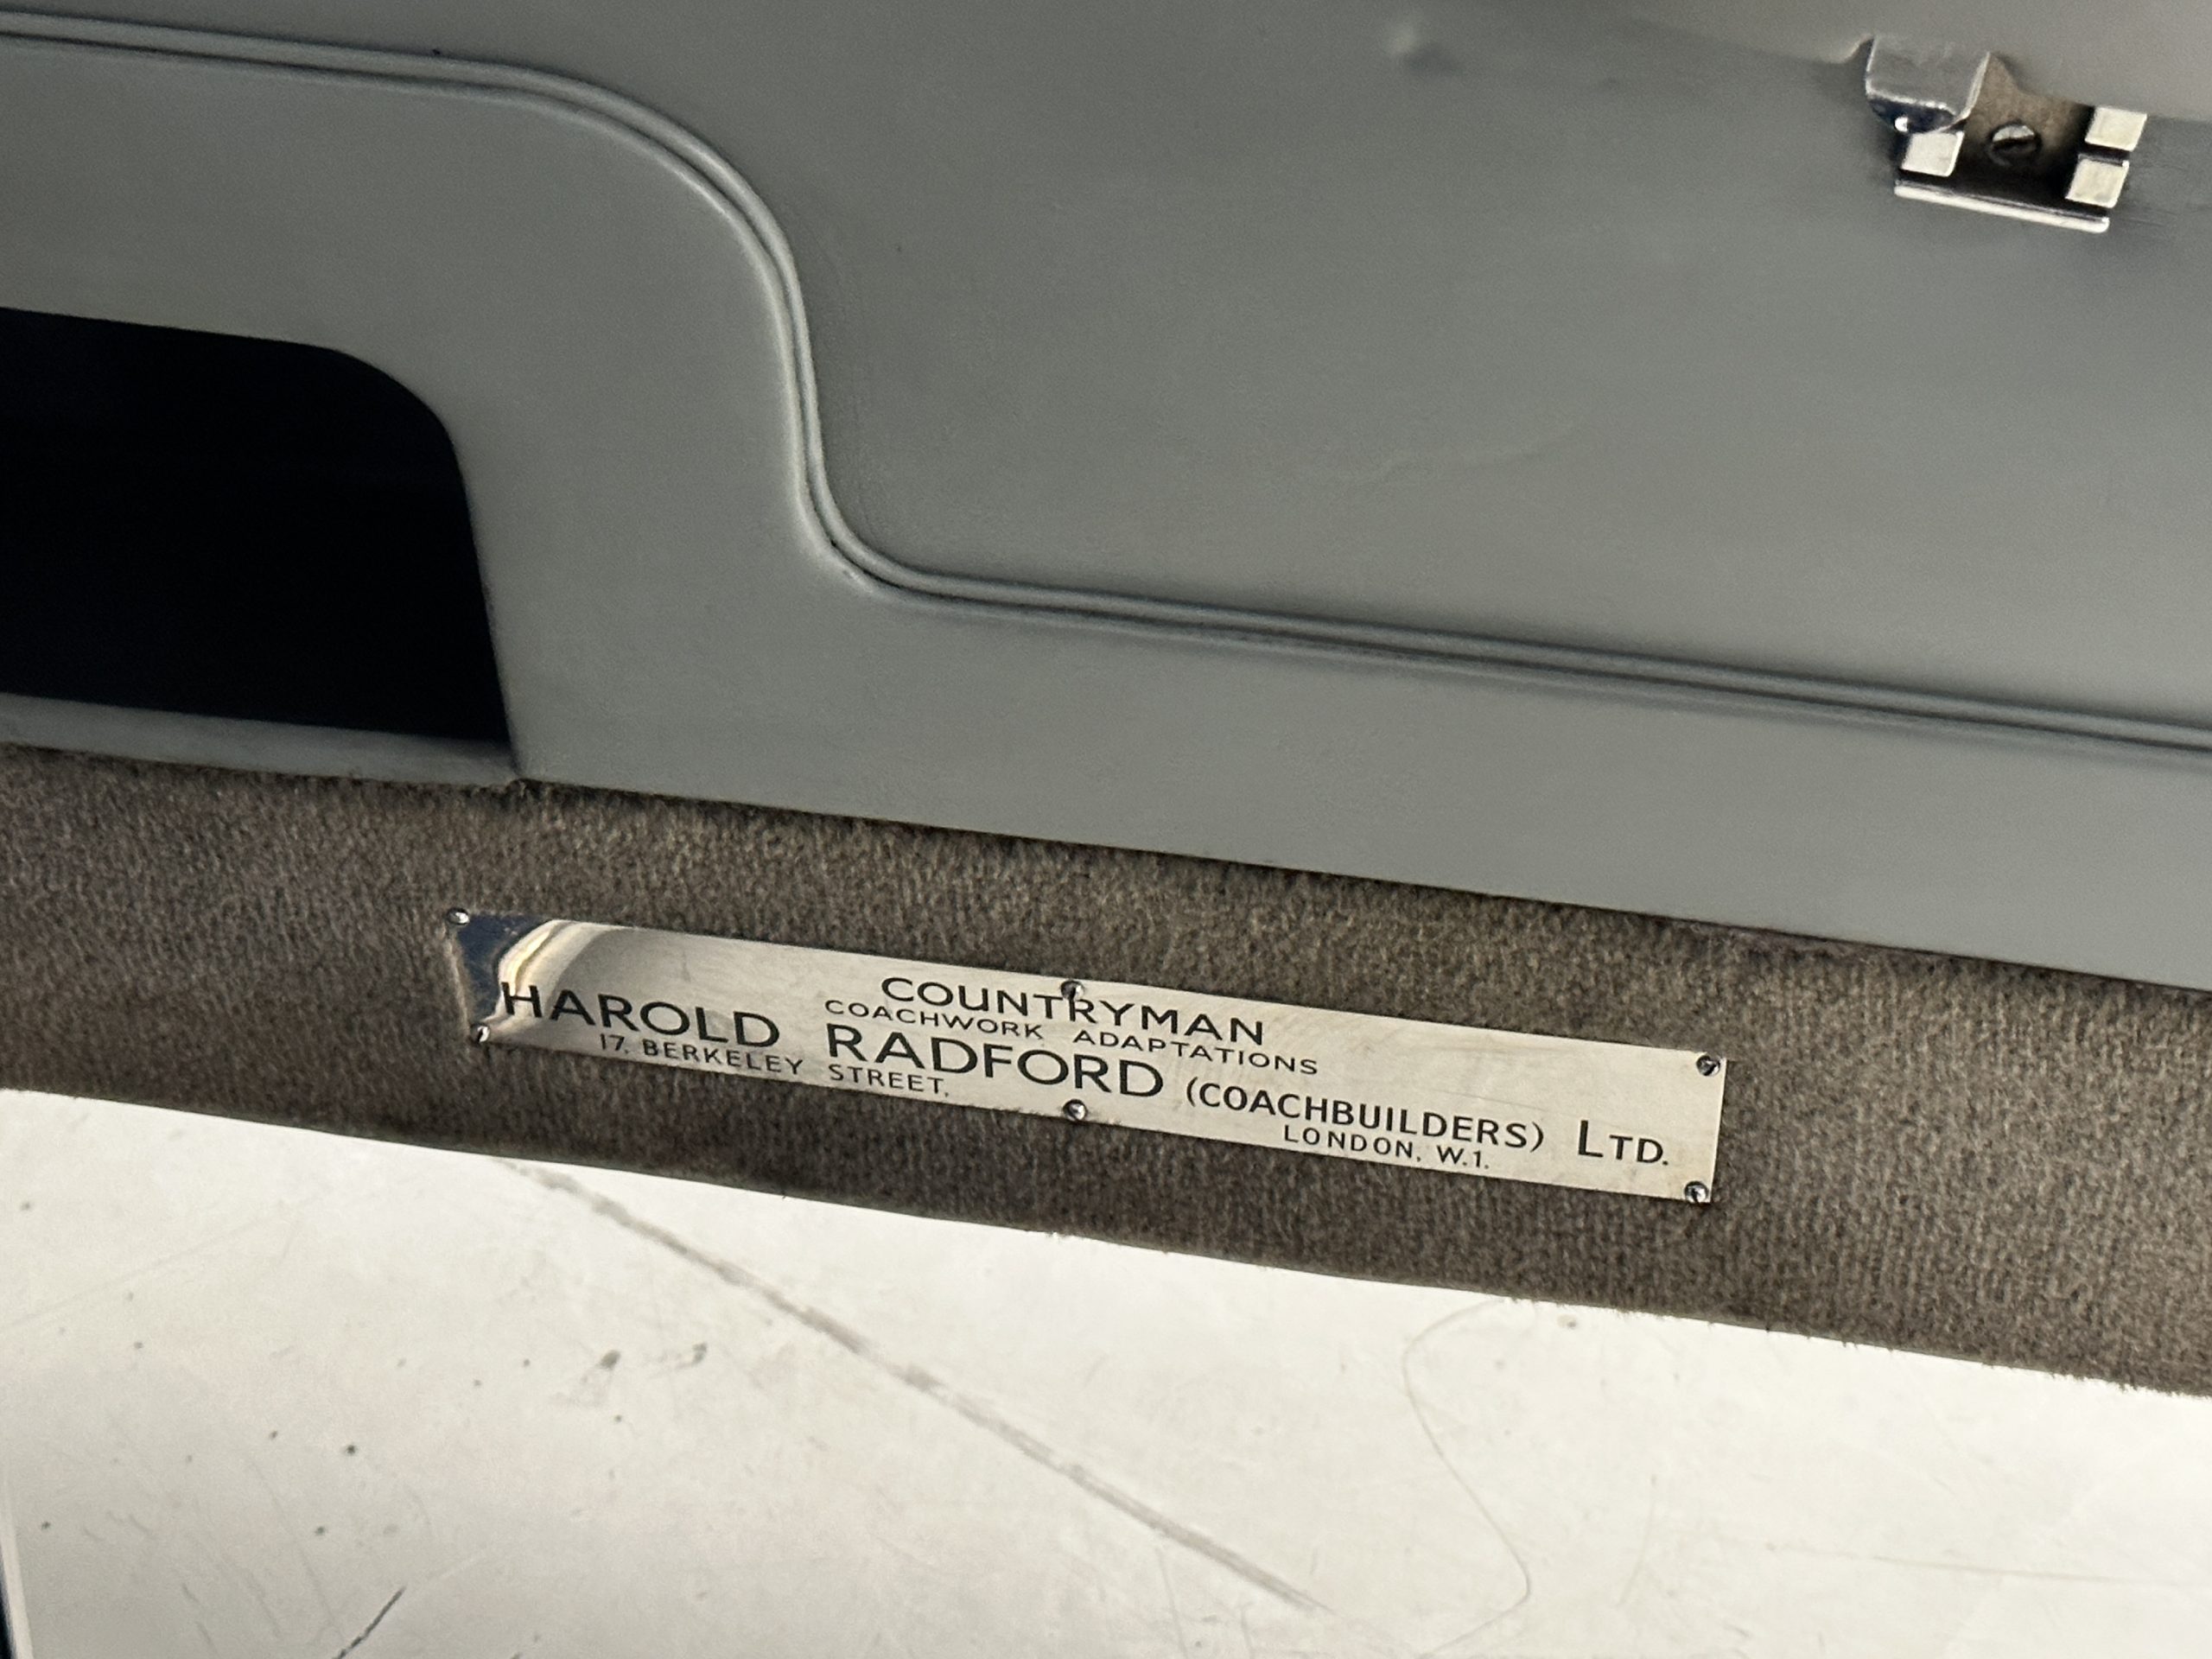 COUNTRYMAN
COACHWORK ADAPTATIONS
HAROLD RADFORD (COACHBUILDERS) LTD.
17, BERKELEY STREET, LONDON, W.1.